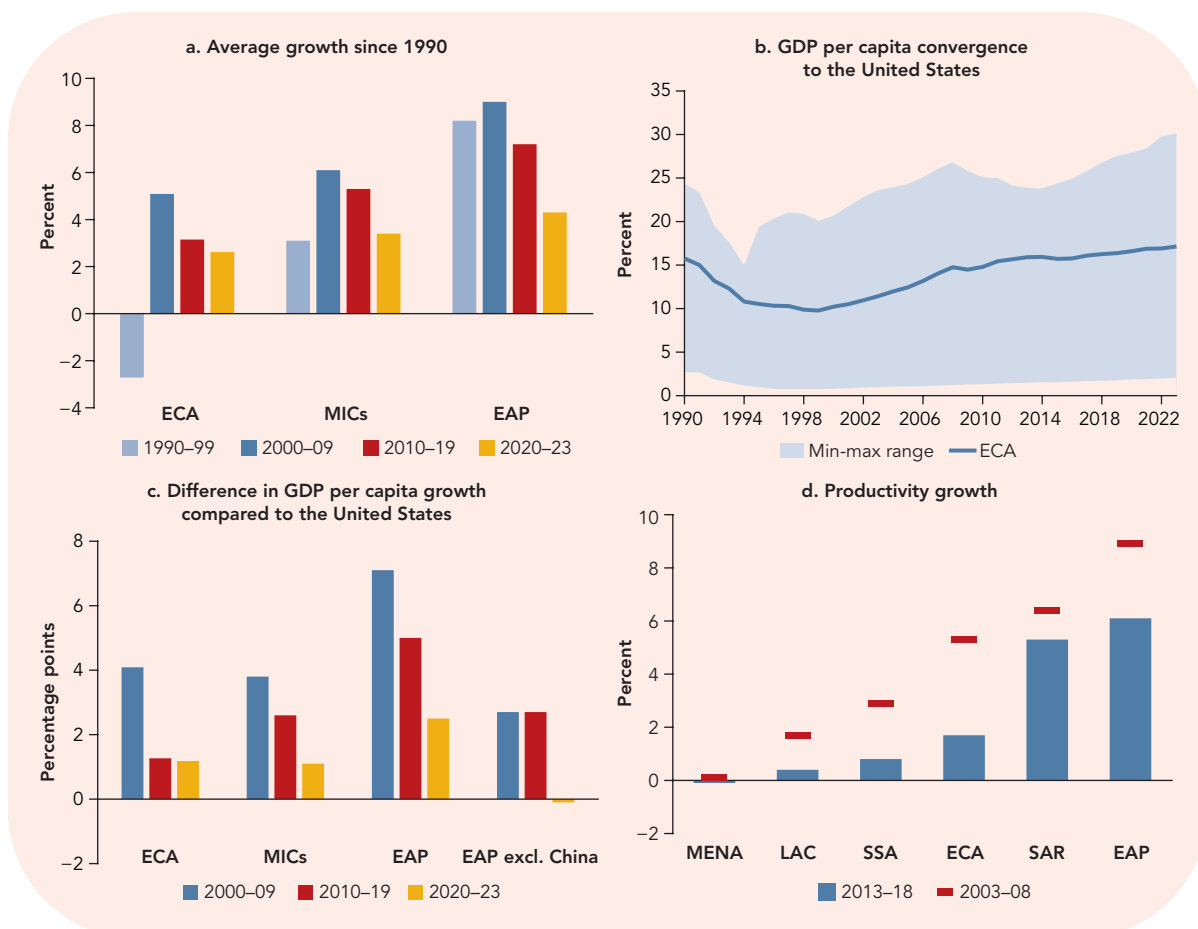 a. Average growth since 1990
Percent
10
8
6
4
2
0
−2
−4
ECA MICs EAP
1990–99 2000–09 2010–19 2020–23
b. GDP per capita convergence
to the United States
Percent
35
30
25
20
15
10
5
0
1990 1994 1998 2002 2006 2010 2014 2018 2022
Min-max range ECA
c. Difference in GDP per capita growth
compared to the United States
Percentage points
8
6
4
2
0
−2
ECA MICs EAP EAP excl. China
2000–09 2010–19 2020–23
d. Productivity growth
Percent
10
8
6
4
2
0
−2
MENA LAC SSA ECA SAR EAP
2013–18 2003–08